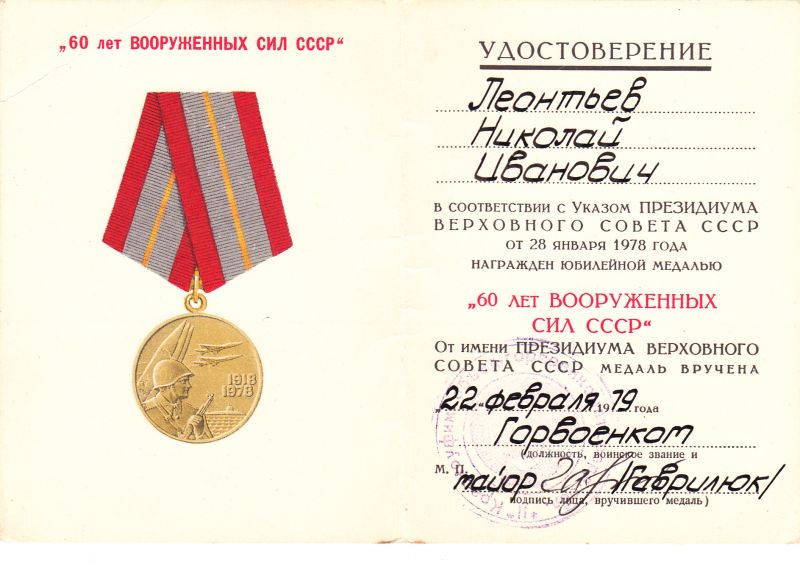 „60 лет ВООРУЖЕННЫХ СИЛ СССР“
1918
1978
УДОСТОВЕРЕНИЕ
Леонтьев
Николай
Иванович
в соответствии с Указом ПРЕЗИДИУМА
ВЕРХОВНОГО СОВЕТА СССР
от 28 января 1978 года
награжден юбилейной медалью
„60 лет ВООРУЖЕННЫХ
СИЛ СССР“
От имени ПРЕЗИДИУМА ВЕРХОВНОГО
СОВЕТА СССР медаль вручена
„22“ февраля 1979 года
Горвоенком
(должность, воинское звание и
М. П. майор /Гаврилюк/
подпись лица, вручившего медаль)